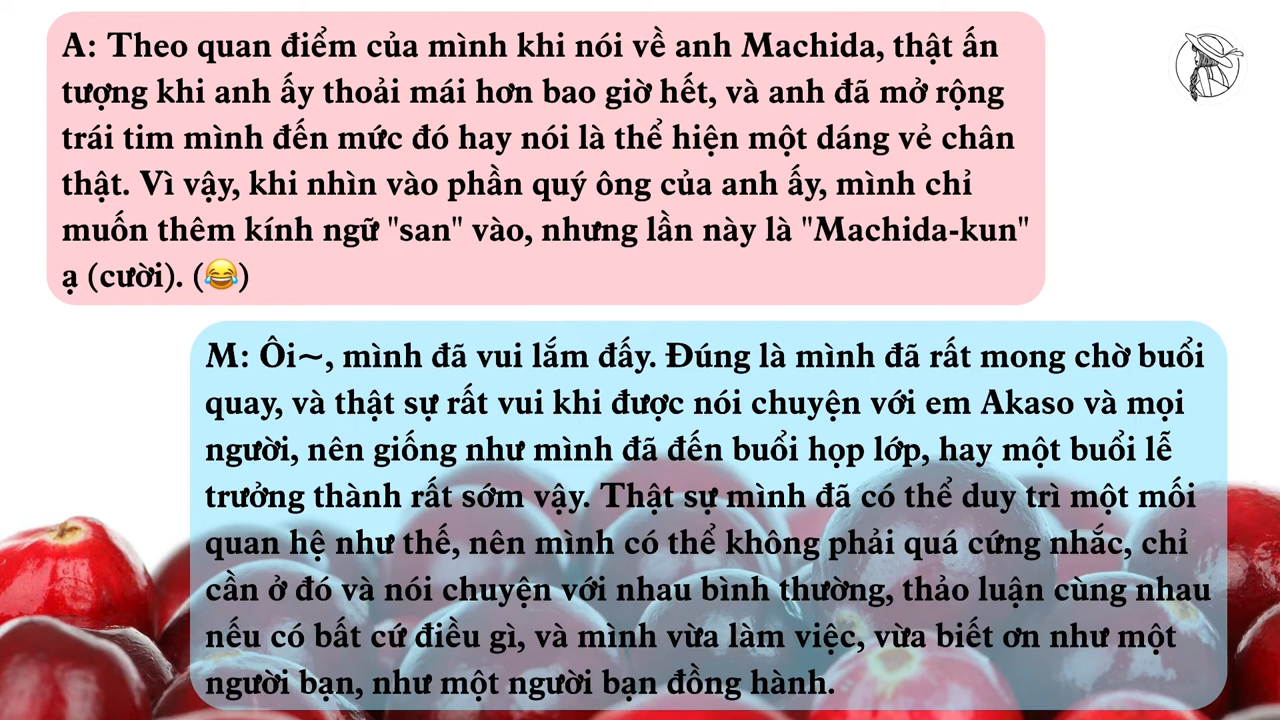 A: Theo quan điểm của mình khi nói về anh Machida, thật ấn
tượng khi anh ấy thoải mái hơn bao giờ hết, và anh đã mở rộng
trái tim mình đến mức đó hay nói là thể hiện một dáng vẻ chân
thật. Vì vậy, khi nhìn vào phần quý ông của anh ấy, mình chỉ
muốn thêm kính ngữ "san" vào, nhưng lần này là "Machida-kun"
ạ (cười). (😂)
M: Ôi~, mình đã vui lắm đấy. Đúng là mình đã rất mong chờ buổi
quay, và thật sự rất vui khi được nói chuyện với em Akaso và mọi
người, nên giống như mình đã đến buổi họp lớp, hay một buổi lễ
trưởng thành rất sớm vậy. Thật sự mình đã có thể duy trì một mối
quan hệ như thế, nên mình có thể không phải quá cứng nhắc, chỉ
cần ở đó và nói chuyện với nhau bình thường, thảo luận cùng nhau
nếu có bất cứ điều gì, và mình vừa làm việc, vừa biết ơn như một
người bạn, như một người bạn đồng hành.